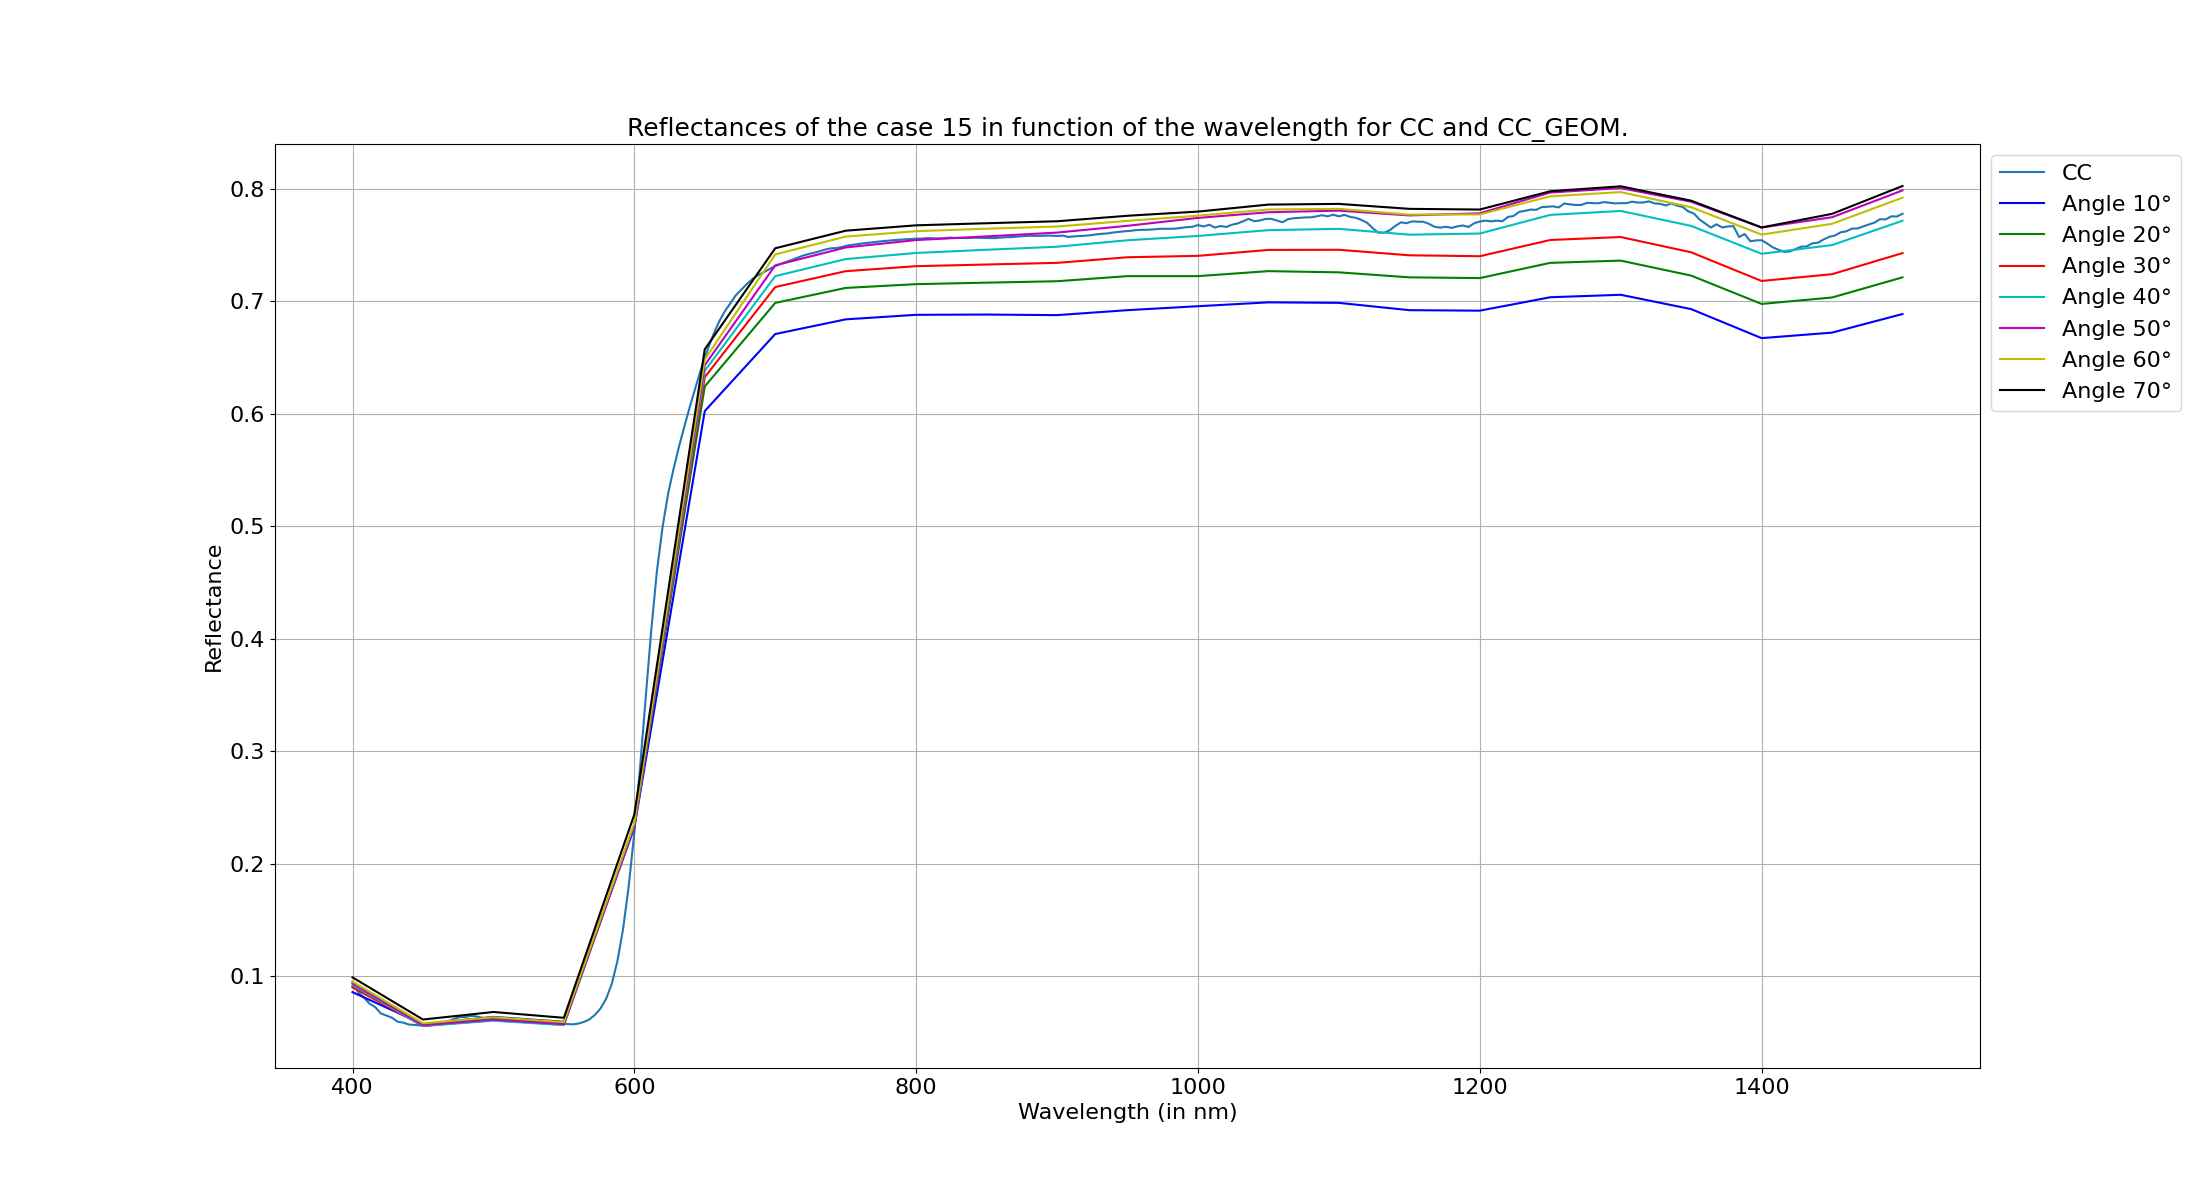 Reflectances of the case 15 in function of the wavelength for CC and CC_GEOM.
CC
Angle 10°
Angle 20°
Angle 30°
Angle 40°
Angle 50°
Angle 60°
Angle 70°
0.8
0.7
0.6
0.5
0.4
0.3
0.2
0.1
Reflectance
400 600 800 1000 1200 1400
Wavelength (in nm)